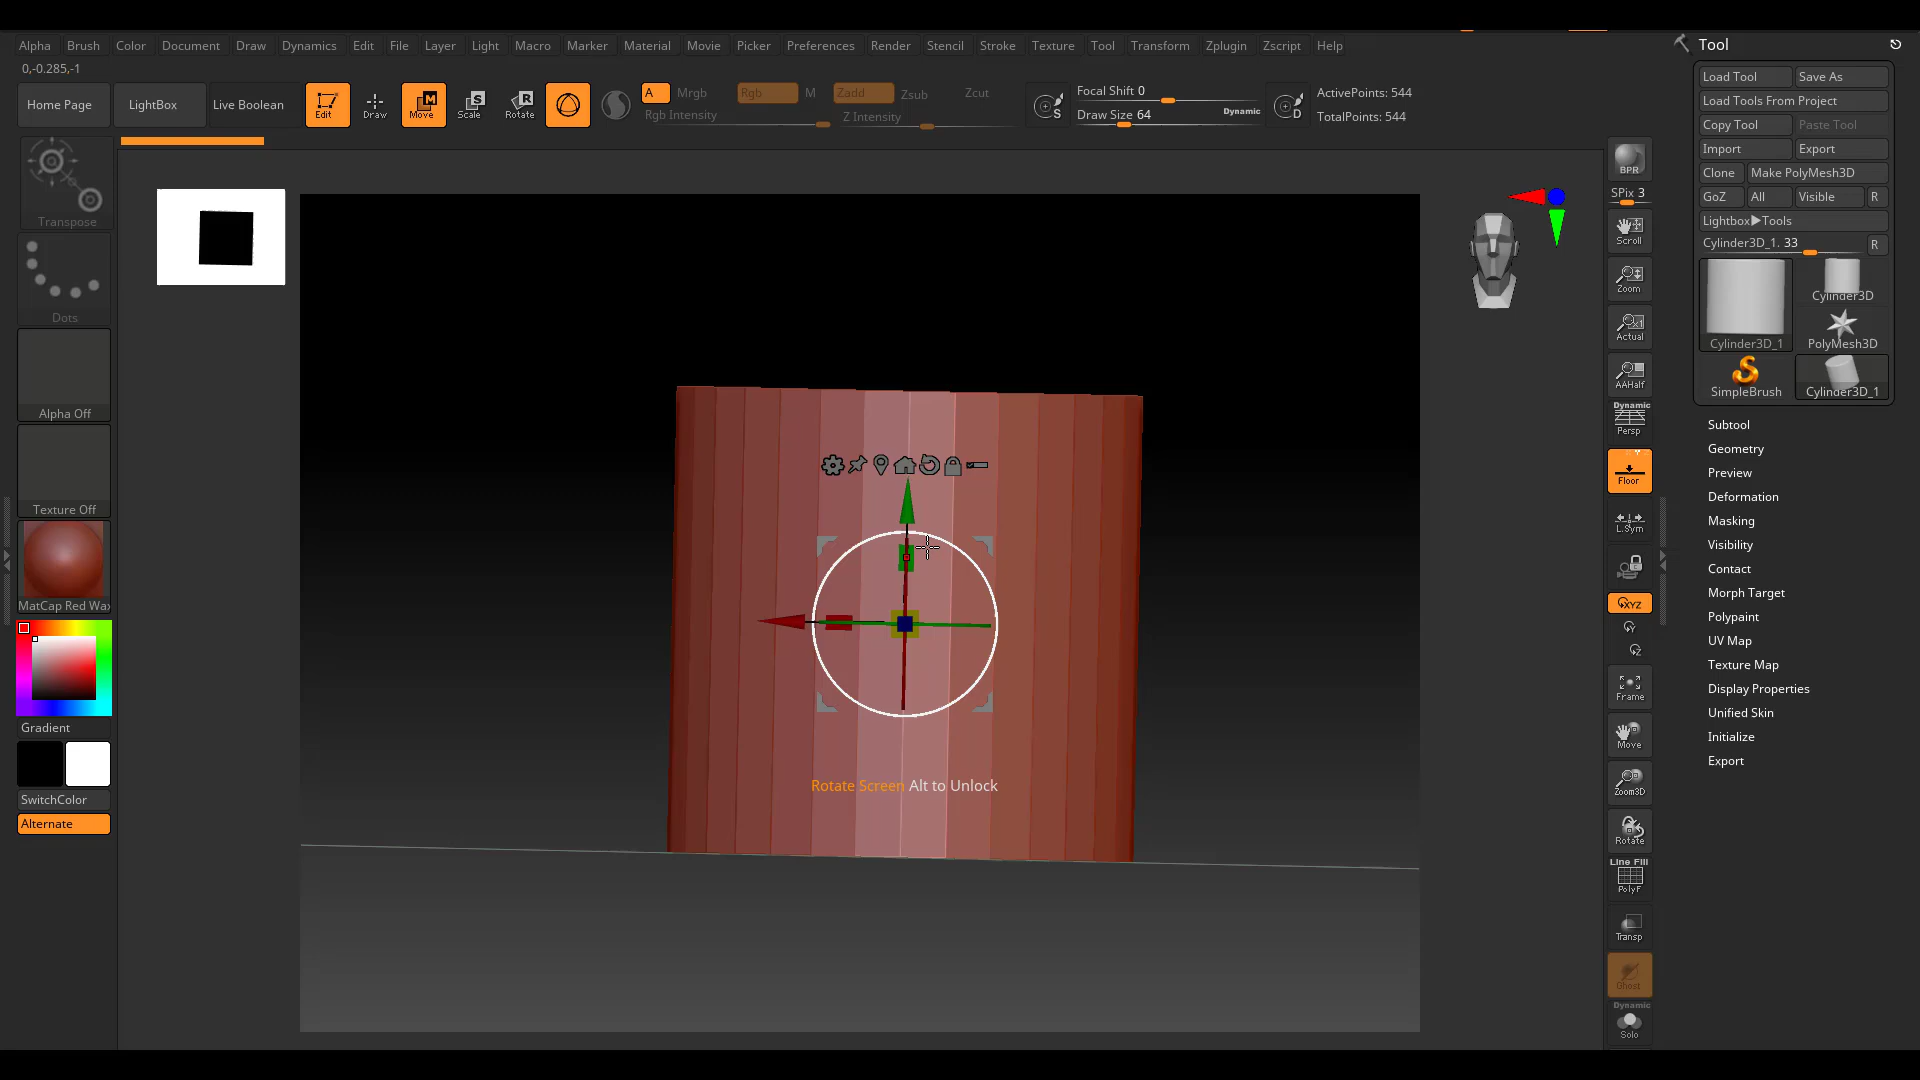 Alpha Brush Color Document Draw Dynamics Edit File Layer Light Macro Marker Material Movie Picker Preferences Render Stencil Stroke Texture Tool Transform Zplugin Zscript Help
0,-0.285,-1
Home Page
LightBox
Live Boolean
Edit
Draw
Move
Scale
Rotate
A
Mrgb
Rgb
M
Rgb Intensity
Zadd
Zsub
Zcut
Z Intensity
S
Focal Shift 0
Draw Size 64
Dynamic
D
ActivePoints: 544
TotalPoints: 544
Transpose
Dots
Alpha Off
Texture Off
MatCap Red Wax
Gradient
SwitchColor
Alternate
Rotate Screen Alt to Unlock
BPR
SPix 3
Scroll
Zoom
Actual
AAHalf
Dynamic
Persp
Floor
L.Sym
XYZ
Y
Z
Frame
Move
Zoom3D
Rotate
Line Fill
PolyF
Transp
Ghost
Dynamic
Solo
Tool
Load Tool
Save As
Load Tools From Project
Copy Tool
Paste Tool
Import
Export
Clone
Make PolyMesh3D
GoZ
All
Visible
R
Lightbox▶Tools
Cylinder3D_1. 33
R
Cylinder3D_1
Cylinder3D
PolyMesh3D
SimpleBrush
Cylinder3D_1
Subtool
Geometry
Preview
Deformation
Masking
Visibility
Contact
Morph Target
Polypaint
UV Map
Texture Map
Display Properties
Unified Skin
Initialize
Export